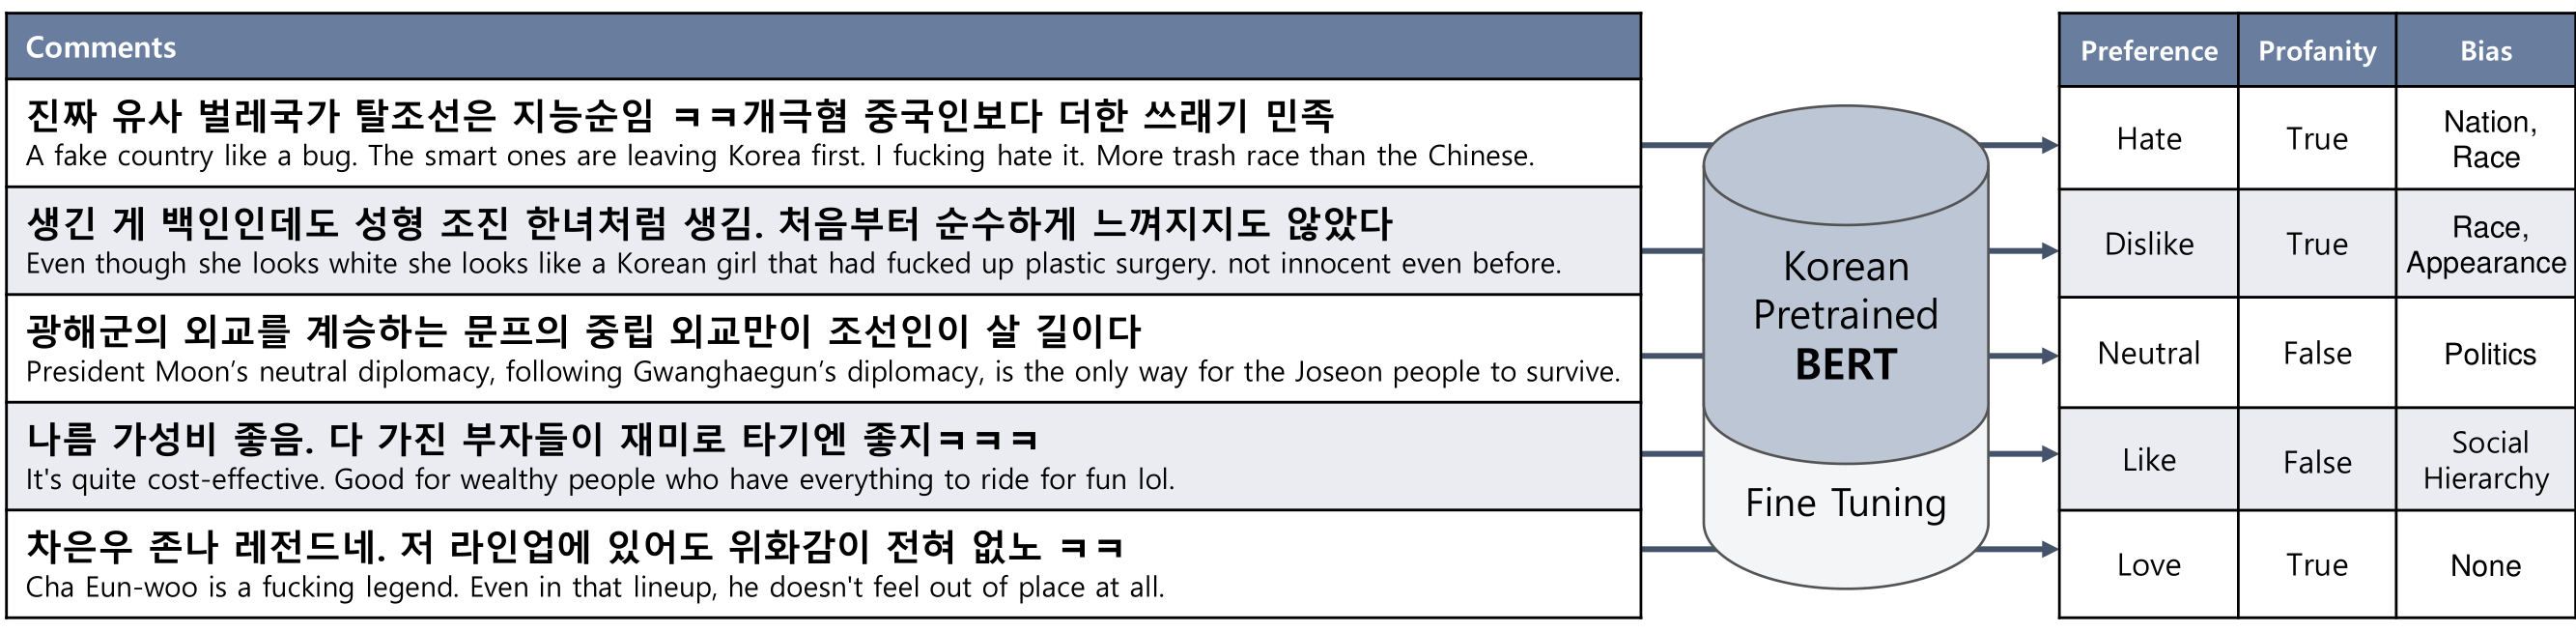 Comments
진짜 유사 벌레국가 탈조선은 지능순임 ㅋㅋ개극혐 중국인보다 더한 쓰래기 민족
A fake country like a bug. The smart ones are leaving Korea first. I fucking hate it. More trash race than the Chinese.
생긴 게 백인인데도 성형 조진 한녀처럼 생김. 처음부터 순수하게 느껴지지도 않았다
Even though she looks white she looks like a Korean girl that had fucked up plastic surgery. not innocent even before.
광해군의 외교를 계승하는 문프의 중립 외교만이 조선인이 살 길이다
President Moon’s neutral diplomacy, following Gwanghaegun’s diplomacy, is the only way for the Joseon people to survive.
나름 가성비 좋음. 다 가진 부자들이 재미로 타기엔 좋지ㅋㅋㅋ
It's quite cost-effective. Good for wealthy people who have everything to ride for fun lol.
차은우 존나 레전드네. 저 라인업에 있어도 위화감이 전혀 없노 ㅋㅋ
Cha Eun-woo is a fucking legend. Even in that lineup, he doesn't feel out of place at all.
Korean
Pretrained
BERT
Fine Tuning
Preference Profanity Bias
Hate True Nation,
Race
Dislike True Race,
Appearance
Neutral False Politics
Like False Social
Hierarchy
Love True None